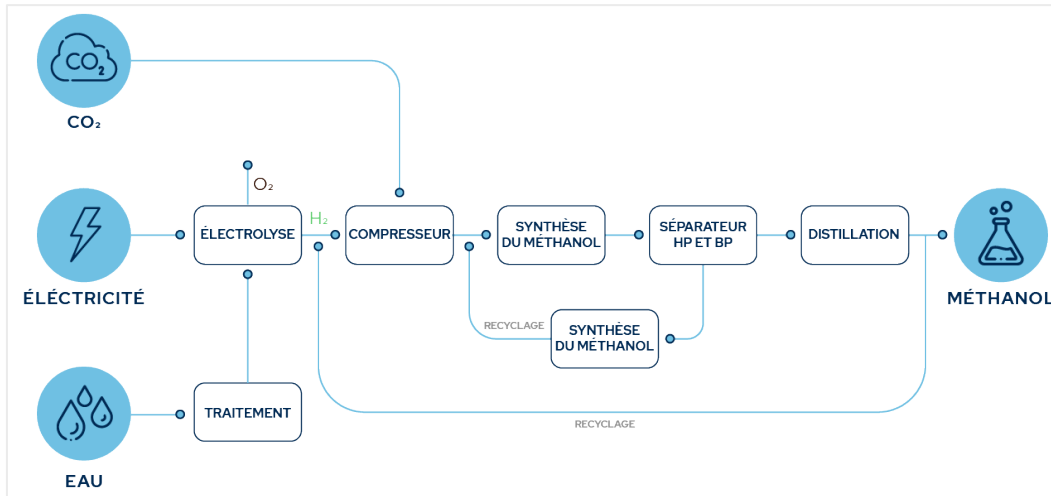 CO₂
CO₂
O₂
H₂
ÉLECTROLYSE
COMPRESSEUR
SYNTHÈSE
DU MÉTHANOL
SÉPARATEUR
HP ET BP
DISTILLATION
ÉLÉCTRICITÉ
MÉTHANOL
RECYCLAGE
SYNTHÈSE
DU MÉTHANOL
TRAITEMENT
RECYCLAGE
EAU